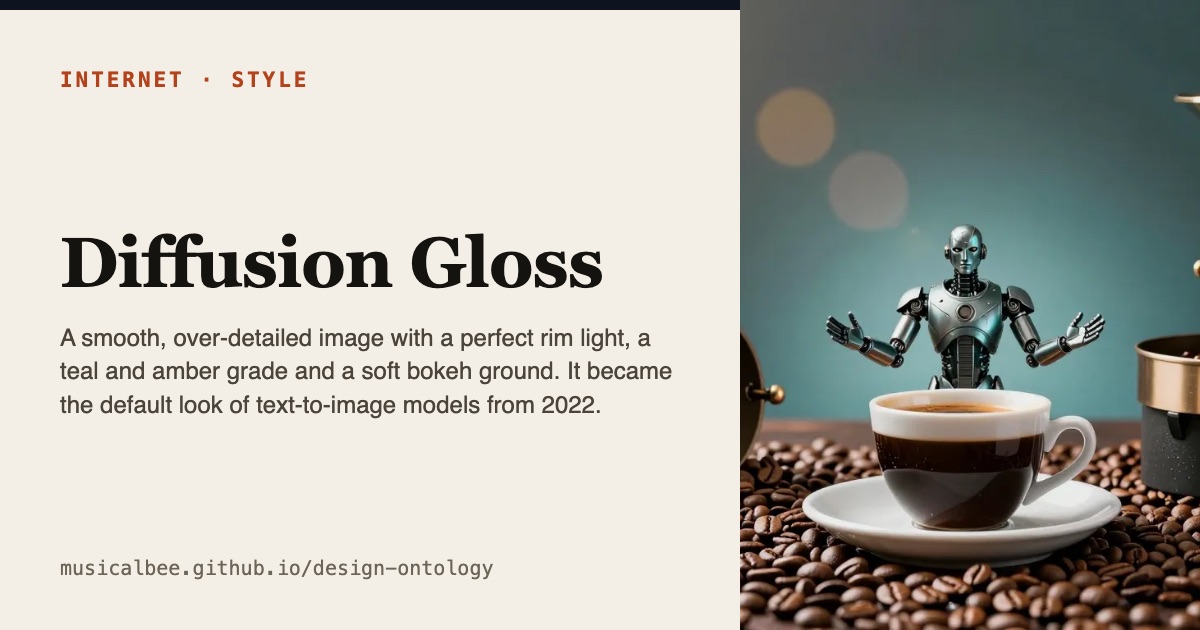 INTERNET · STYLE
Diffusion Gloss
A smooth, over-detailed image with a perfect rim light, a
teal and amber grade and a soft bokeh ground. It became
the default look of text-to-image models from 2022.
musicalbee.github.io/design-ontology